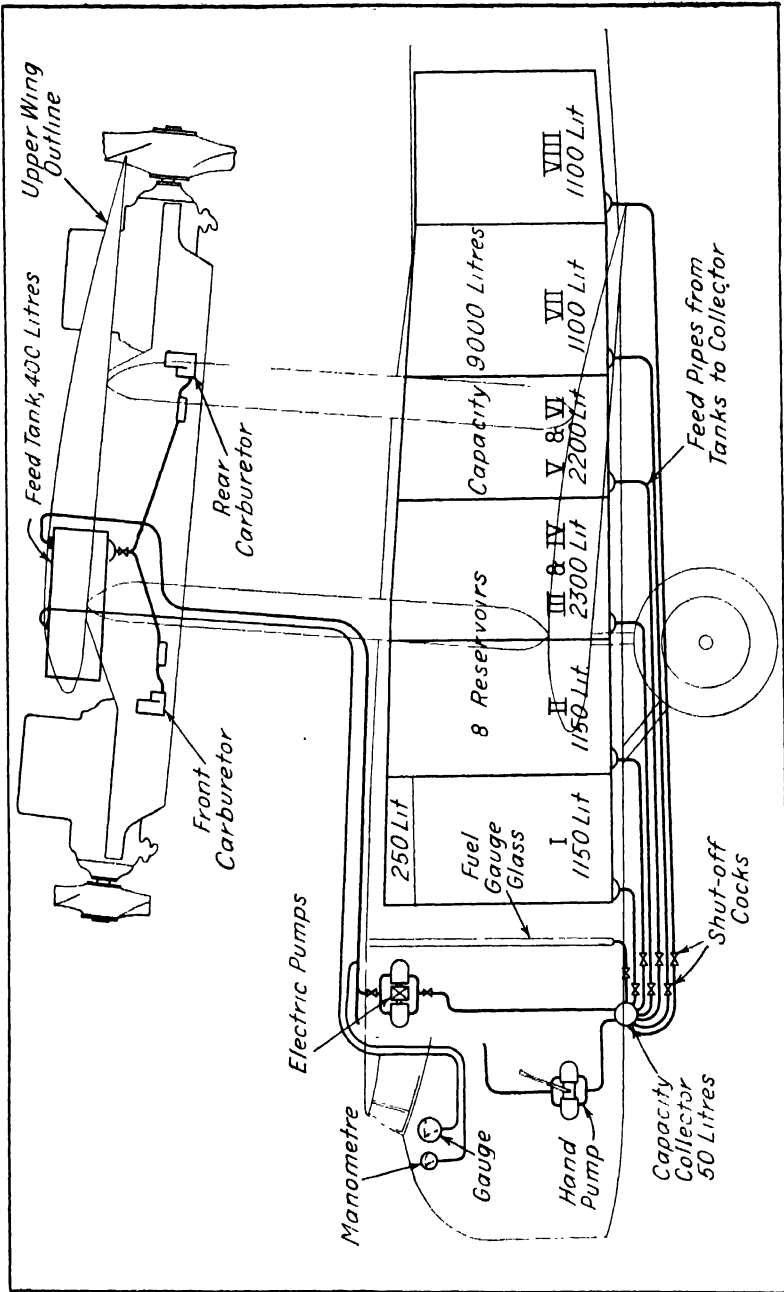 Upper Wing
Outline
Feed Tank, 400 Litres
Rear
Carburetor
Front
Carburetor
Electric Pumps
Manometre
Gauge
Hand
Pump
Capacity
Collector
50 Litres
Shut-off
Cocks
Feed Pipes from
Tanks to Collector
Fuel
Gauge
Glass
250 Lit
8 Reservoirs Capacity 9000 Litres
I
1150 Lit
II
1150 Lit
III & IV
2300 Lit
V & VI
2200 Lit
VII
1100 Lit
VIII
1100 Lit